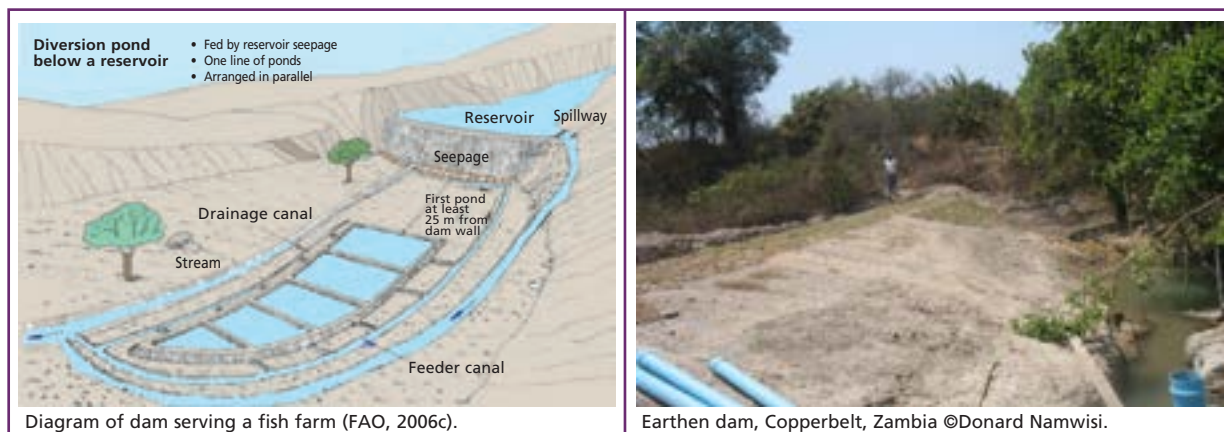 Diversion pond
below a reservoir
• Fed by reservoir seepage
• One line of ponds
• Arranged in parallel
Reservoir
Spillway
Seepage
First pond
at least
25 m from
dam wall
Drainage canal
Stream
Feeder canal
Diagram of dam serving a fish farm (FAO, 2006c).
Earthen dam, Copperbelt, Zambia ©Donard Namwisi.